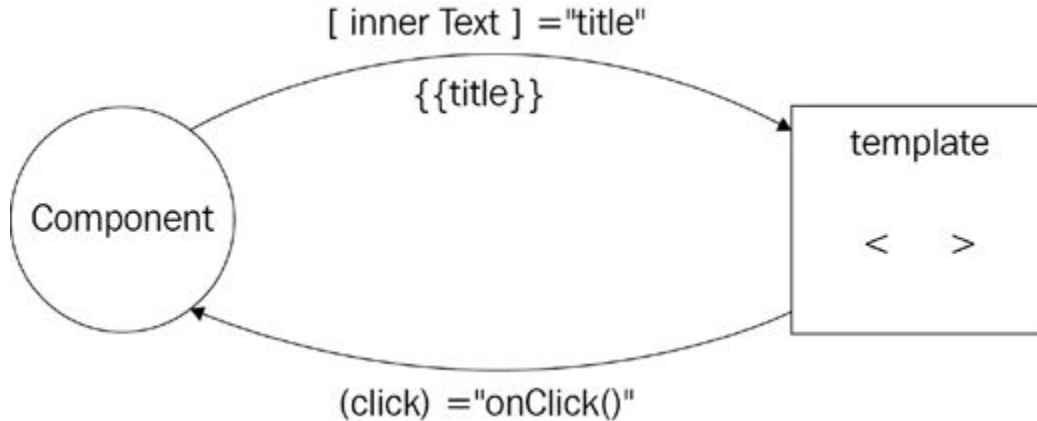 [ inner Text ] ="title"
{{title}}
Component
template
< >
(click) ="onClick()"